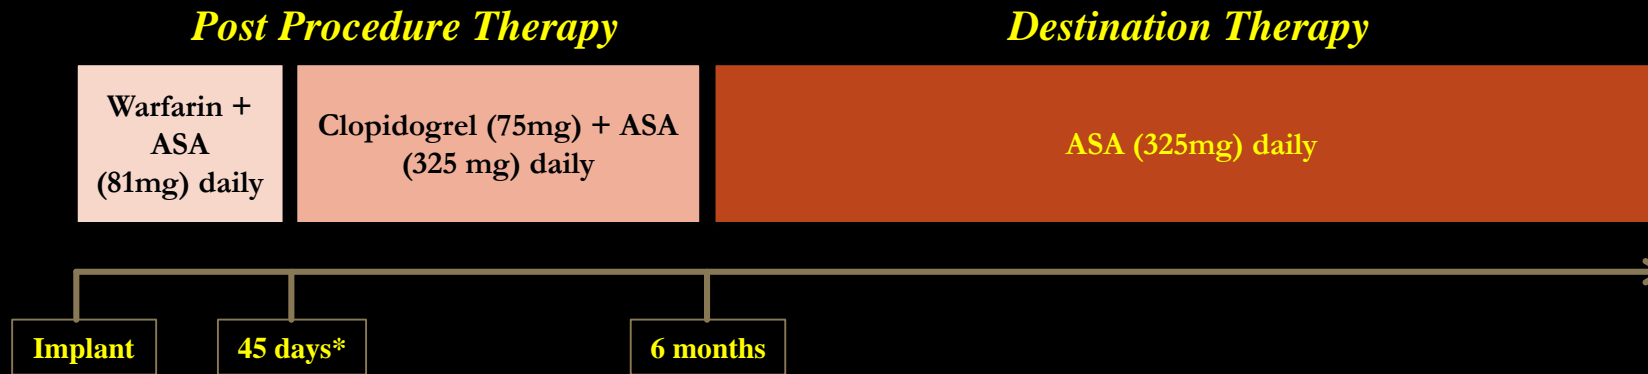 Post Procedure Therapy
Destination Therapy
Warfarin +
ASA
(81mg) daily
Clopidogrel (75mg) + ASA
(325 mg) daily
ASA (325mg) daily
Implant
45 days*
6 months